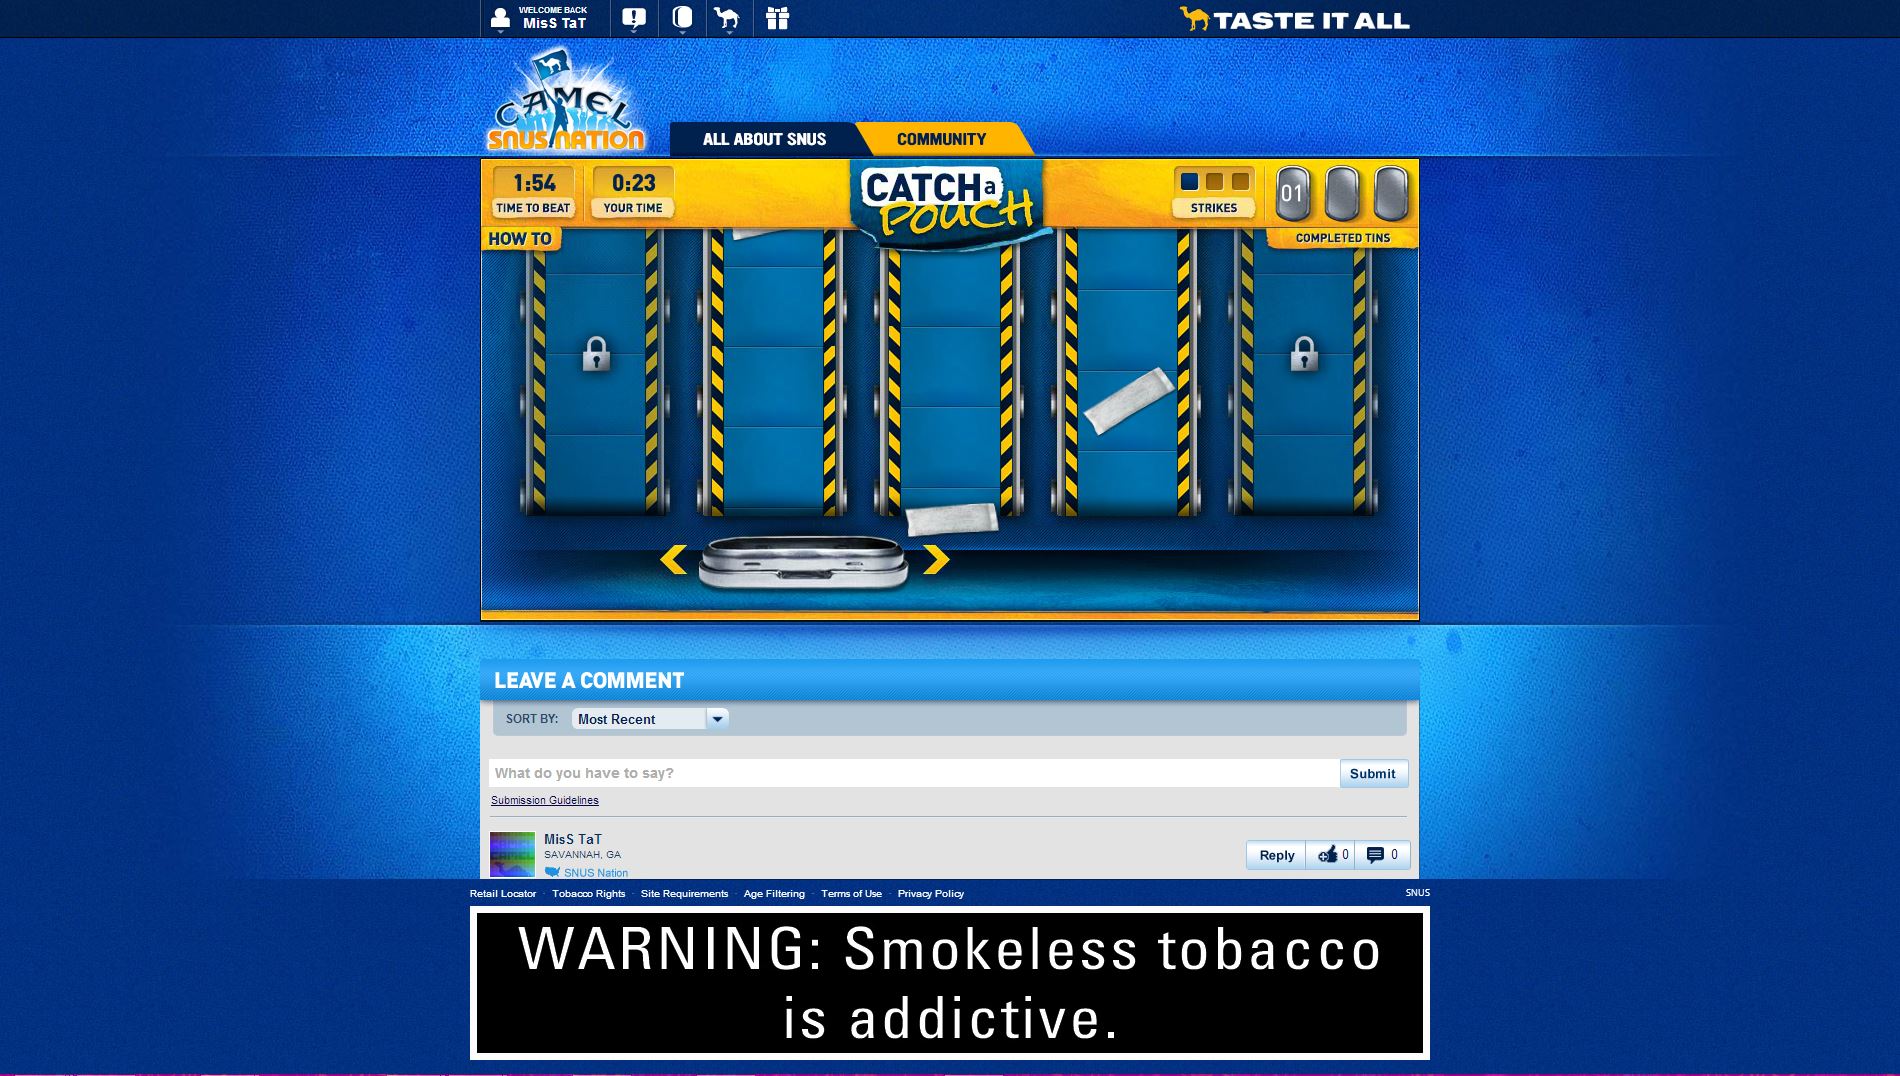 WELCOME BACK
MisS TaT
TASTE IT ALL
CAMEL
SNUS NATION
ALL ABOUT SNUS
COMMUNITY
1:54
TIME TO BEAT
0:23
YOUR TIME
CATCH a
POUCH
STRIKES
01
COMPLETED TINS
HOW TO
LEAVE A COMMENT
SORT BY: Most Recent
What do you have to say?
Submit
Submission Guidelines
MisS TaT
SAVANNAH, GA
SNUS Nation
Reply
0
0
Retail Locator · Tobacco Rights · Site Requirements · Age Filtering · Terms of Use · Privacy Policy
SNUS
WARNING: Smokeless tobacco
is addictive.